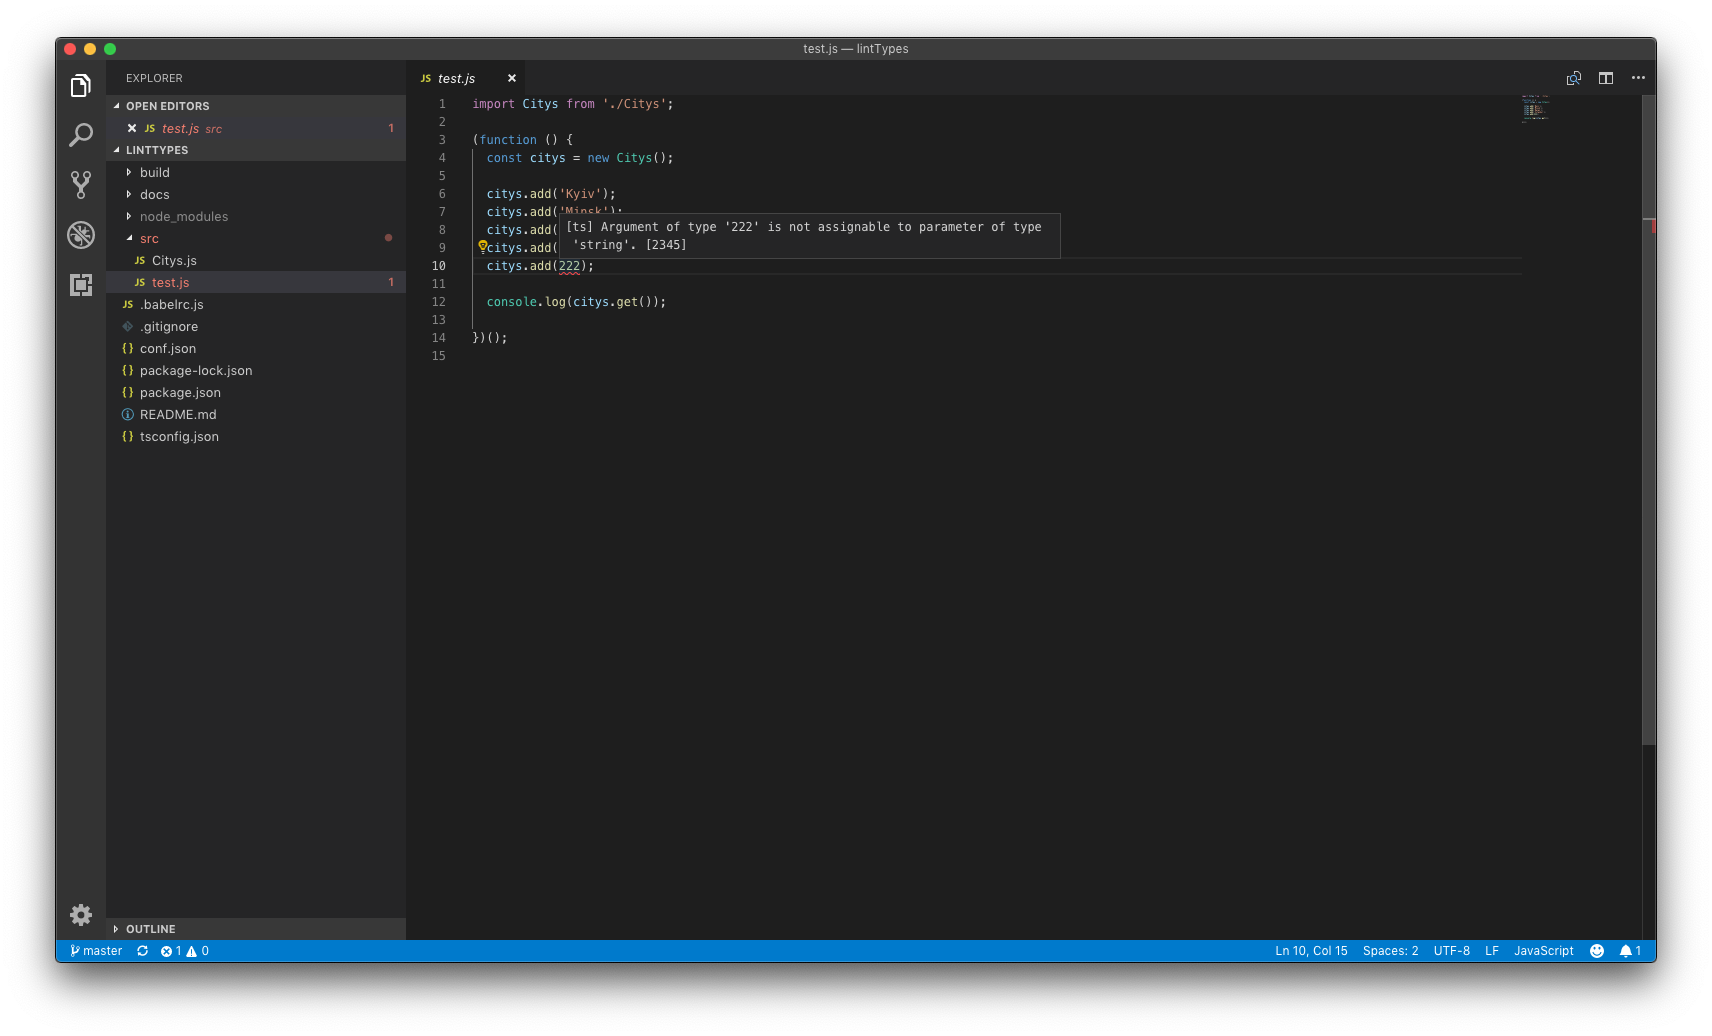 test.js — lintTypes
EXPLORER
OPEN EDITORS
JS test.js src 1
LINTTYPES
build
docs
node_modules
src
JS Citys.js
JS test.js 1
JS .babelrc.js
.gitignore
{} conf.json
{} package-lock.json
{} package.json
README.md
{} tsconfig.json
OUTLINE
JS test.js
1 import Citys from './Citys';
2
3 (function () {
4 const citys = new Citys();
5
6 citys.add('Kyiv');
7 citys.add('Minsk');
8 citys.add(
9 citys.add(
[ts] Argument of type '222' is not assignable to parameter of type
'string'. [2345]
10 citys.add(222);
11
12 console.log(citys.get());
13
14 })();
15
master 1 0 Ln 10, Col 15 Spaces: 2 UTF-8 LF JavaScript 1